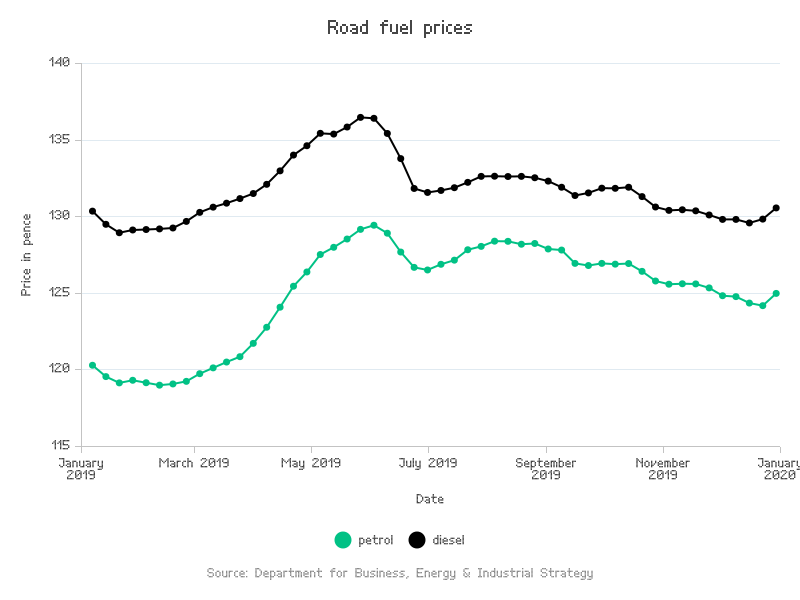 Road fuel prices
140
135
130
125
120
115
Price in pence
January
2019
March 2019
May 2019
July 2019
September
2019
November
2019
January
2020
Date
petrol
diesel
Source: Department for Business, Energy & Industrial Strategy